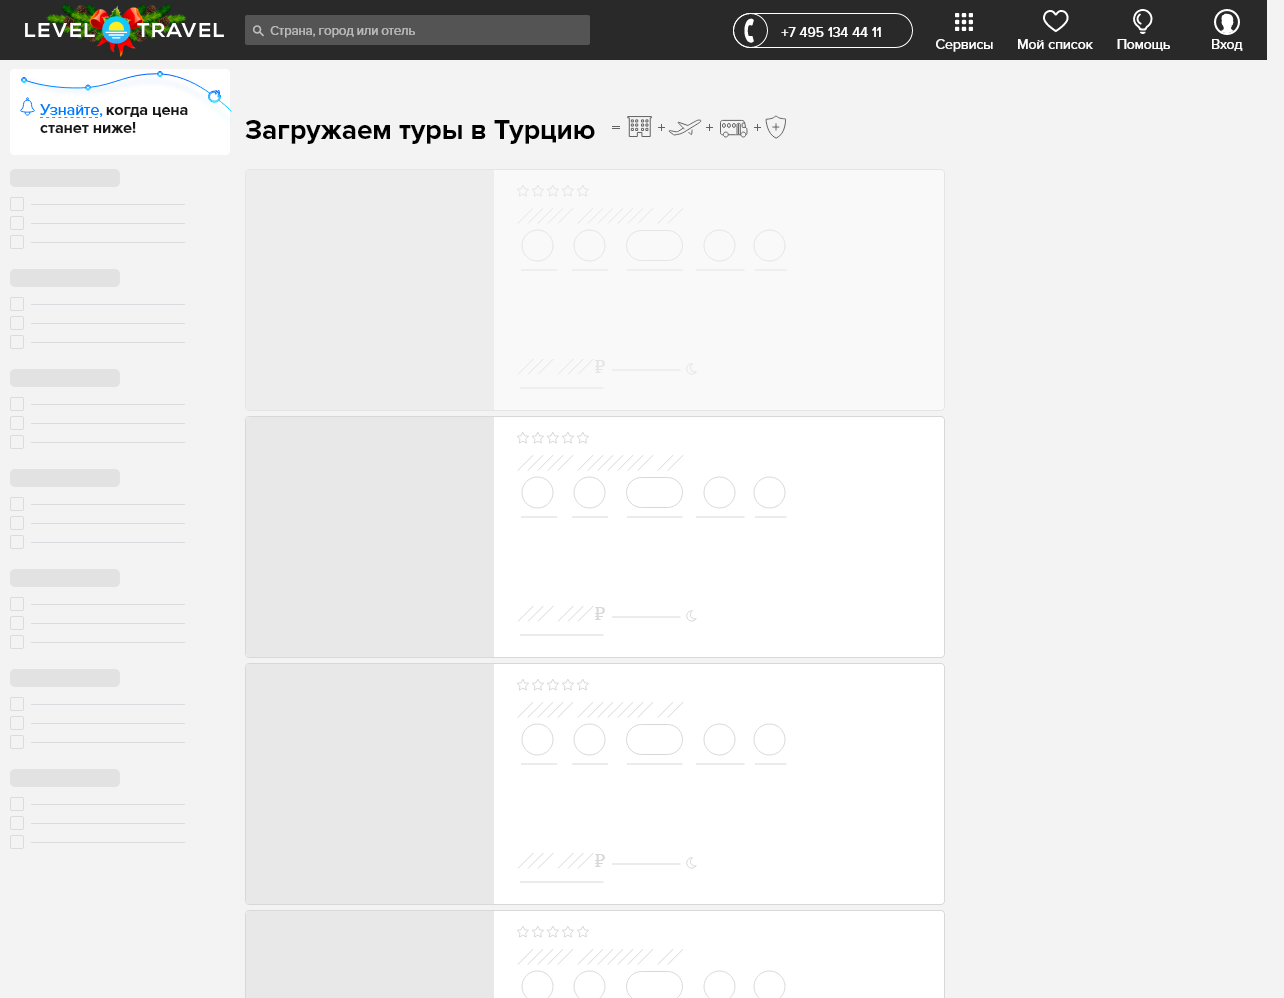 LEVEL TRAVEL
Страна, город или отель
+7 495 134 44 11
Сервисы
Мой список
Помощь
Вход
Узнайте, когда цена
станет ниже!
Загружаем туры в Турцию = + + +
₽
₽
₽